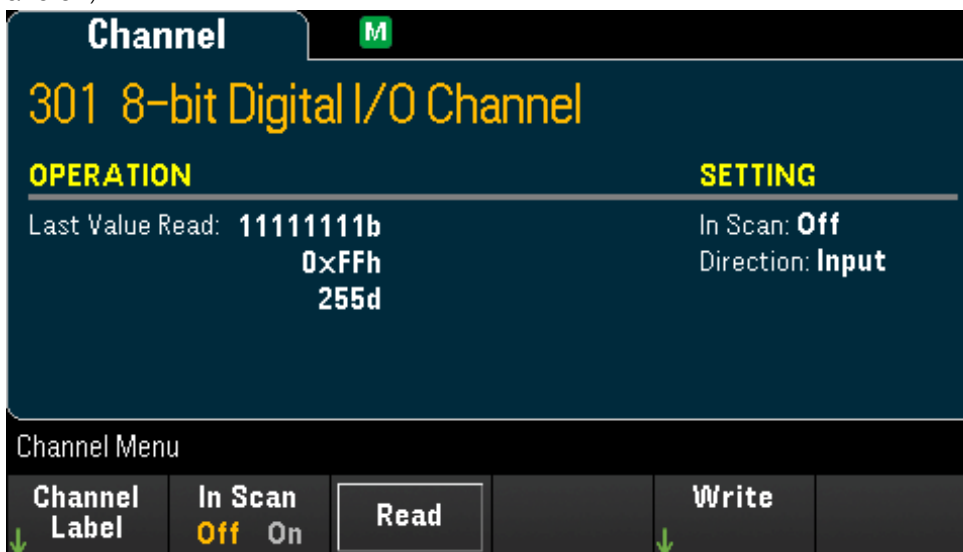 Channel M
301 8-bit Digital I/O Channel
OPERATION SETTING
Last Value Read: 11111111b In Scan: Off
0xFFh Direction: Input
255d
Channel Menu
Channel Label In Scan Off On Read Write